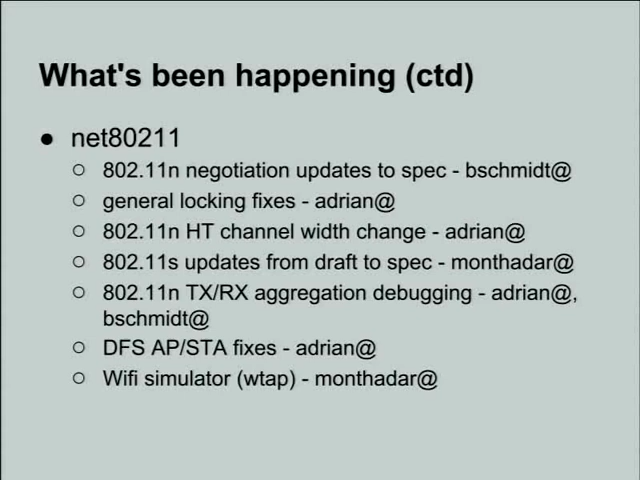 What's been happening (ctd)
● net80211
○ 802.11n negotiation updates to spec - bschmidt@
○ general locking fixes - adrian@
○ 802.11n HT channel width change - adrian@
○ 802.11s updates from draft to spec - monthadar@
○ 802.11n TX/RX aggregation debugging - adrian@,
bschmidt@
○ DFS AP/STA fixes - adrian@
○ Wifi simulator (wtap) - monthadar@